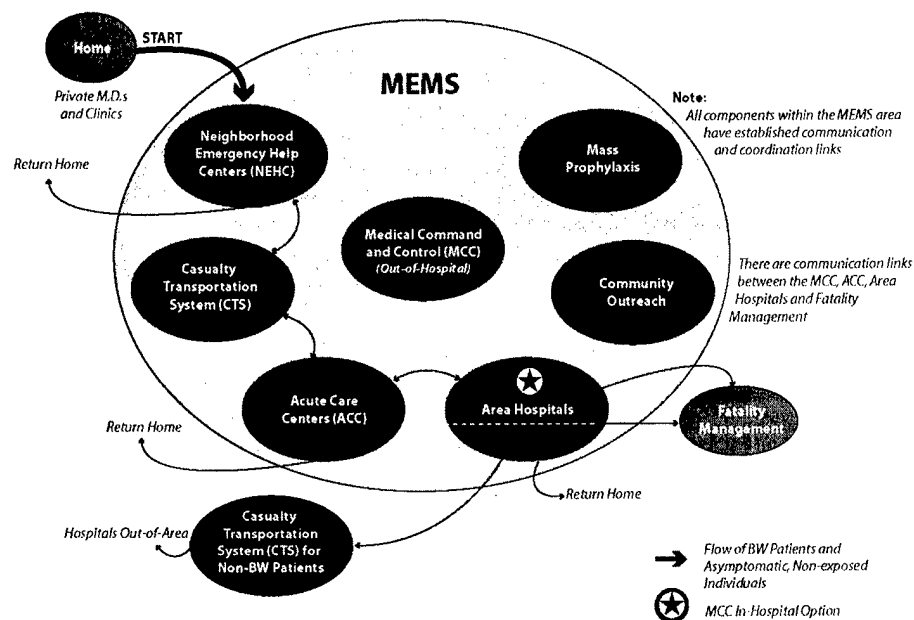 Home
START
Private M.D.s
and Clinics
MEMS
Note:
All components within the MEMS area
have established communication
and coordination links
Neighborhood
Emergency Help
Centers (NEHC)
Mass
Prophylaxis
Return Home
Medical Command
and Control (MCC)
(Out-of-Hospital)
Casualty
Transportation
System (CTS)
Community
Outreach
There are communication links
between the MCC, ACC, Area
Hospitals and Fatality
Management
Acute Care
Centers (ACC)
Area Hospitals
Fatality
Management
Return Home
Return Home
Hospitals Out-of-Area
Casualty
Transportation
System (CTS) for
Non-BW Patients
Flow of BW Patients and
Asymptomatic, Non-exposed
Individuals
MCC In-Hospital Option